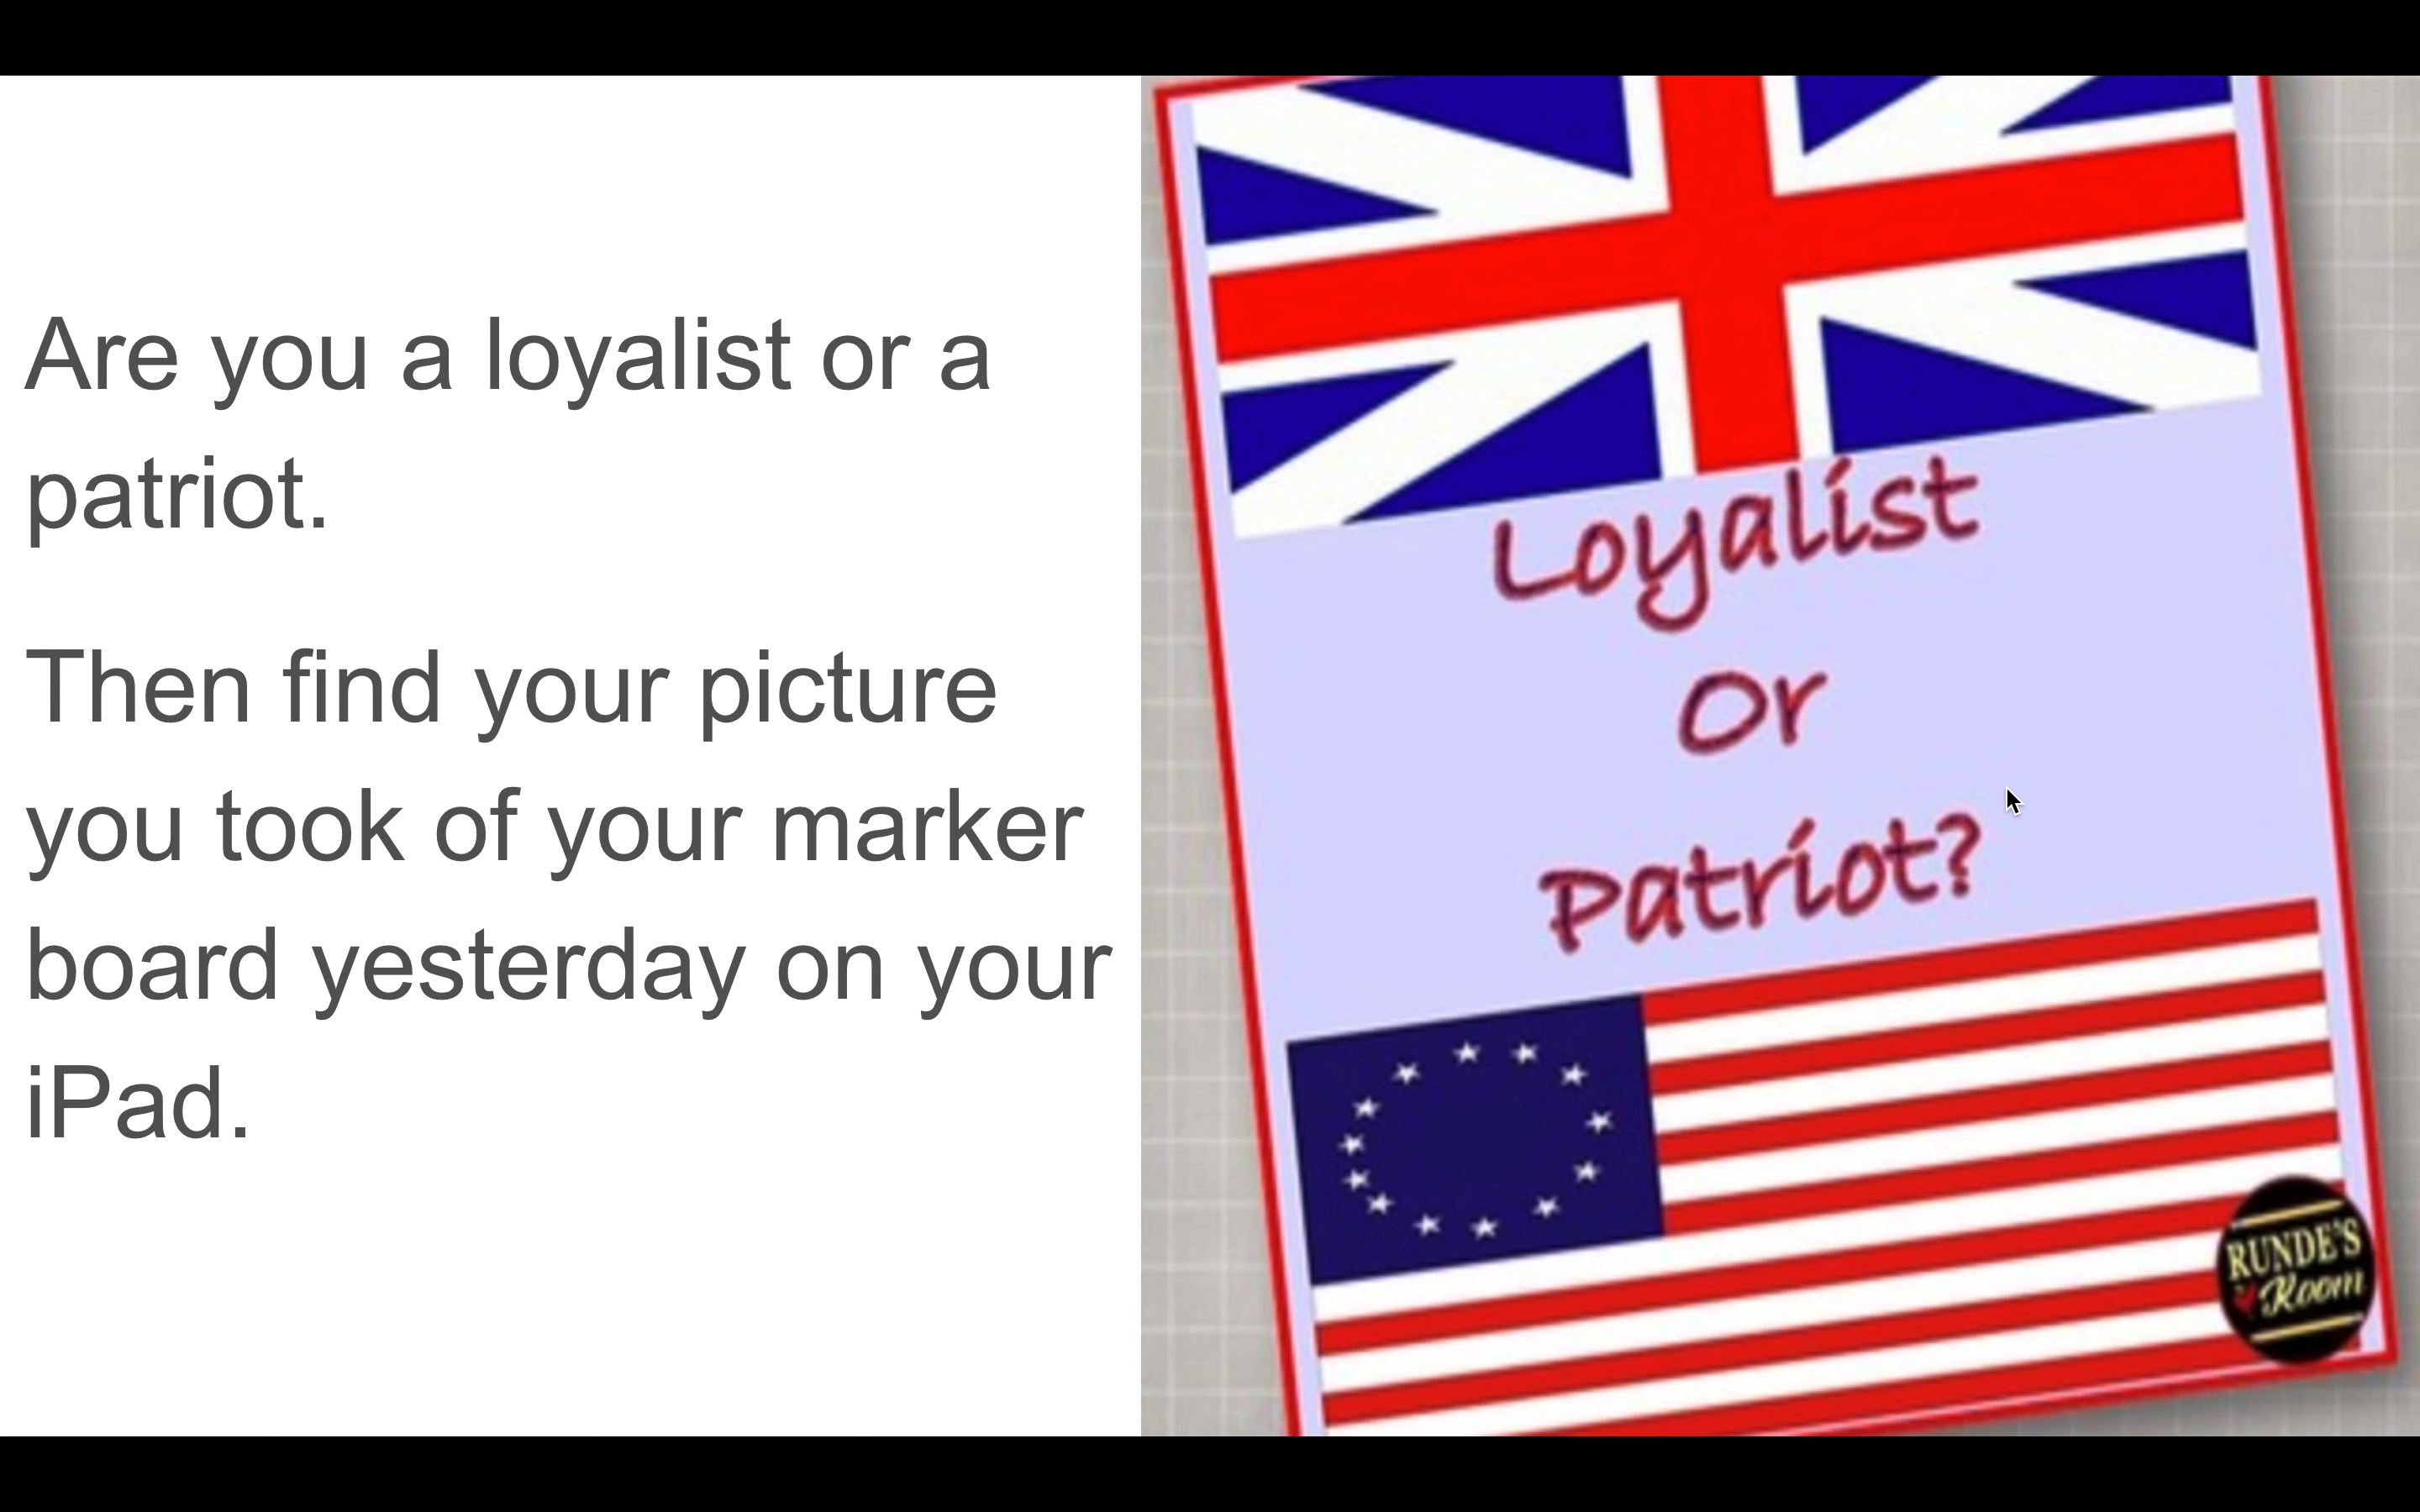 Are you a loyalist or a
patriot.
Then find your picture
you took of your marker
board yesterday on your
iPad.
Loyalist
Or
Patriot?
RUNDE'S
Room